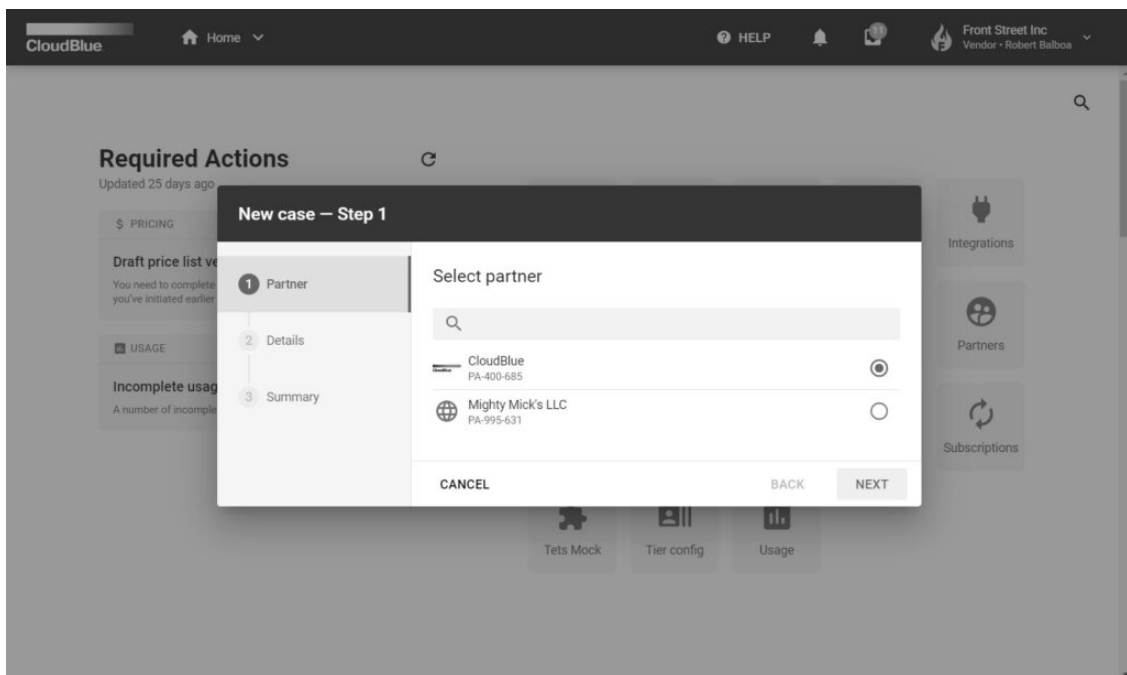 CloudBlue
Home
HELP
11
Front Street Inc
Vendor • Robert Balboa
Required Actions
Updated 25 days ago
$ PRICING
Draft price list ve
You need to complete
you've initiated earlier
USAGE
Incomplete usag
A number of incomple
New case — Step 1
1 Partner
2 Details
3 Summary
Select partner
CloudBlue
PA-400-685
Mighty Mick's LLC
PA-995-631
CANCEL
BACK
NEXT
Integrations
Partners
Subscriptions
Tets Mock
Tier config
Usage